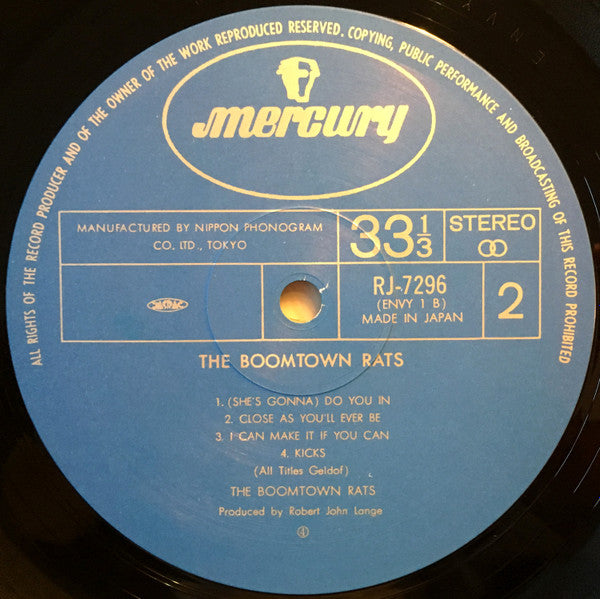 ALL RIGHTS OF THE RECORD PRODUCER AND OF THE OWNER OF THE WORK REPRODUCED RESERVED. COPYING, PUBLIC PERFORMANCE AND BROADCASTING OF THIS RECORD PROHIBITED
mercury
MANUFACTURED BY NIPPON PHONOGRAM
CO. LTD., TOKYO
33 1/3
STEREO
RJ-7296
(ENVY 1 B)
MADE IN JAPAN
2
THE BOOMTOWN RATS
1. (SHE'S GONNA) DO YOU IN
2. CLOSE AS YOU'LL EVER BE
3. I CAN MAKE IT IF YOU CAN
4. KICKS
(All Titles Geldof)
THE BOOMTOWN RATS
Produced by Robert John Lange
④